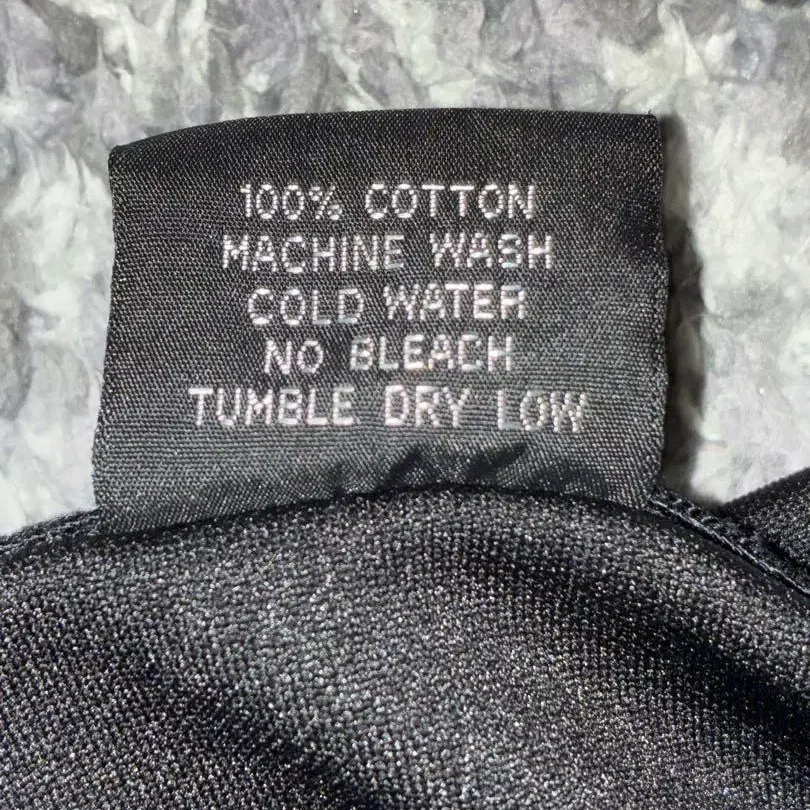 100% COTTON
MACHINE WASH
COLD WATER
NO BLEACH
TUMBLE DRY LOW